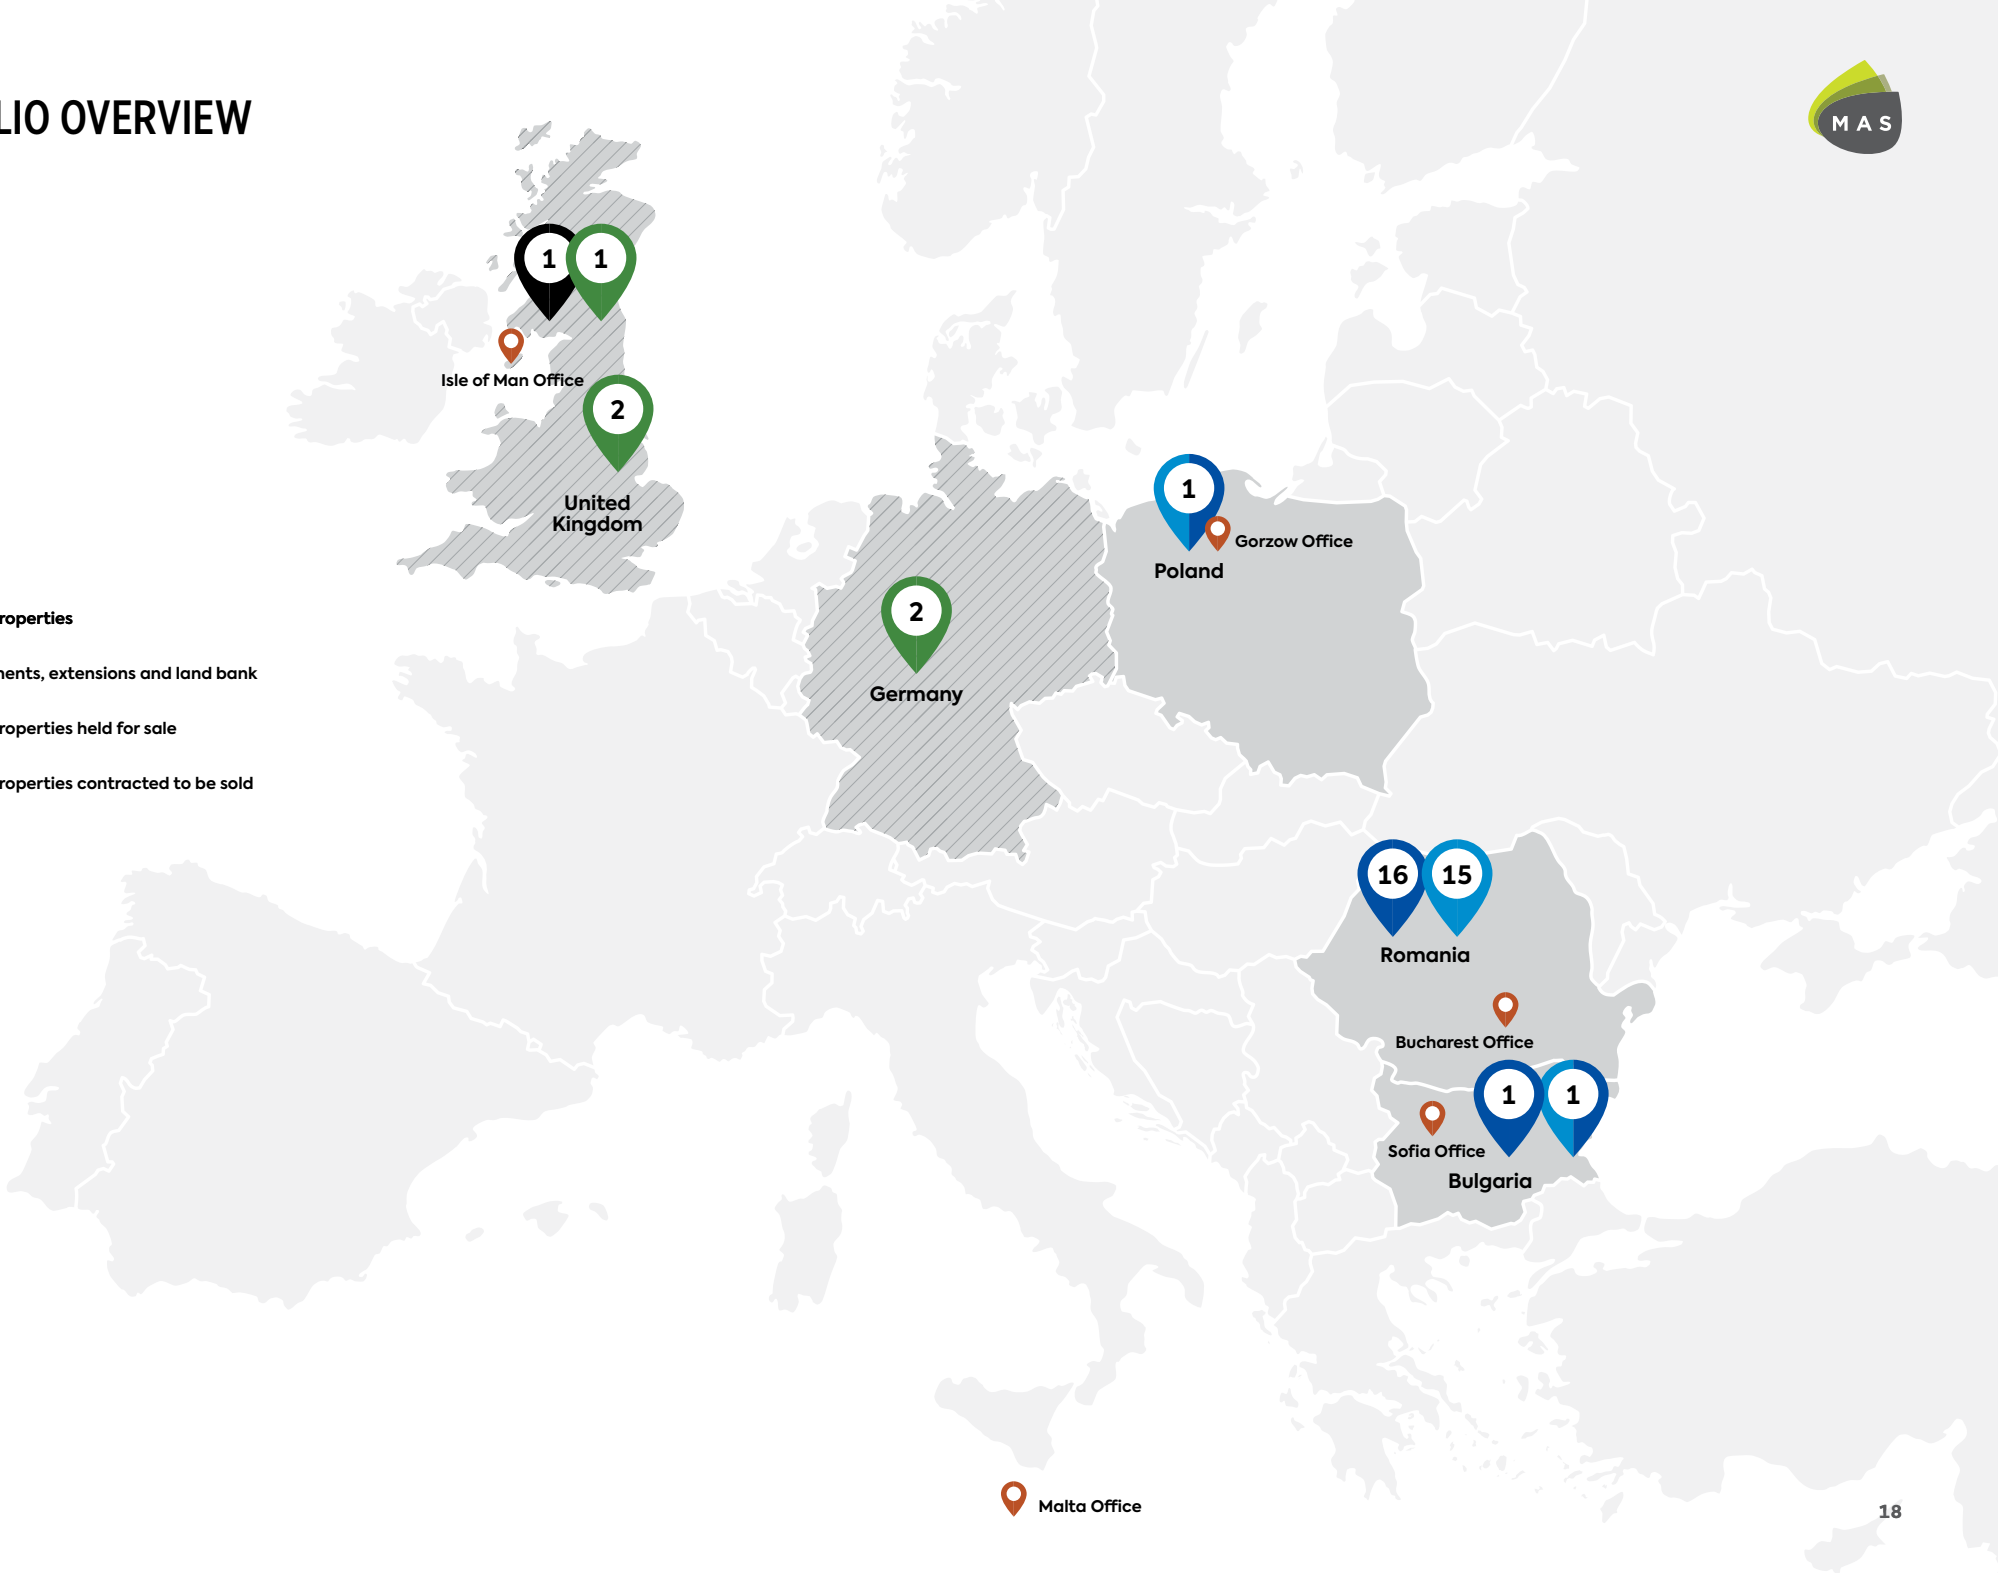 LIO OVERVIEW
MAS
1
1
Isle of Man Office
2
United
Kingdom
1
Gorzow Office
Poland
2
Germany
roperties
nents, extensions and land bank
roperties held for sale
roperties contracted to be sold
16
15
Romania
Bucharest Office
1
1
Sofia Office
Bulgaria
Malta Office
18